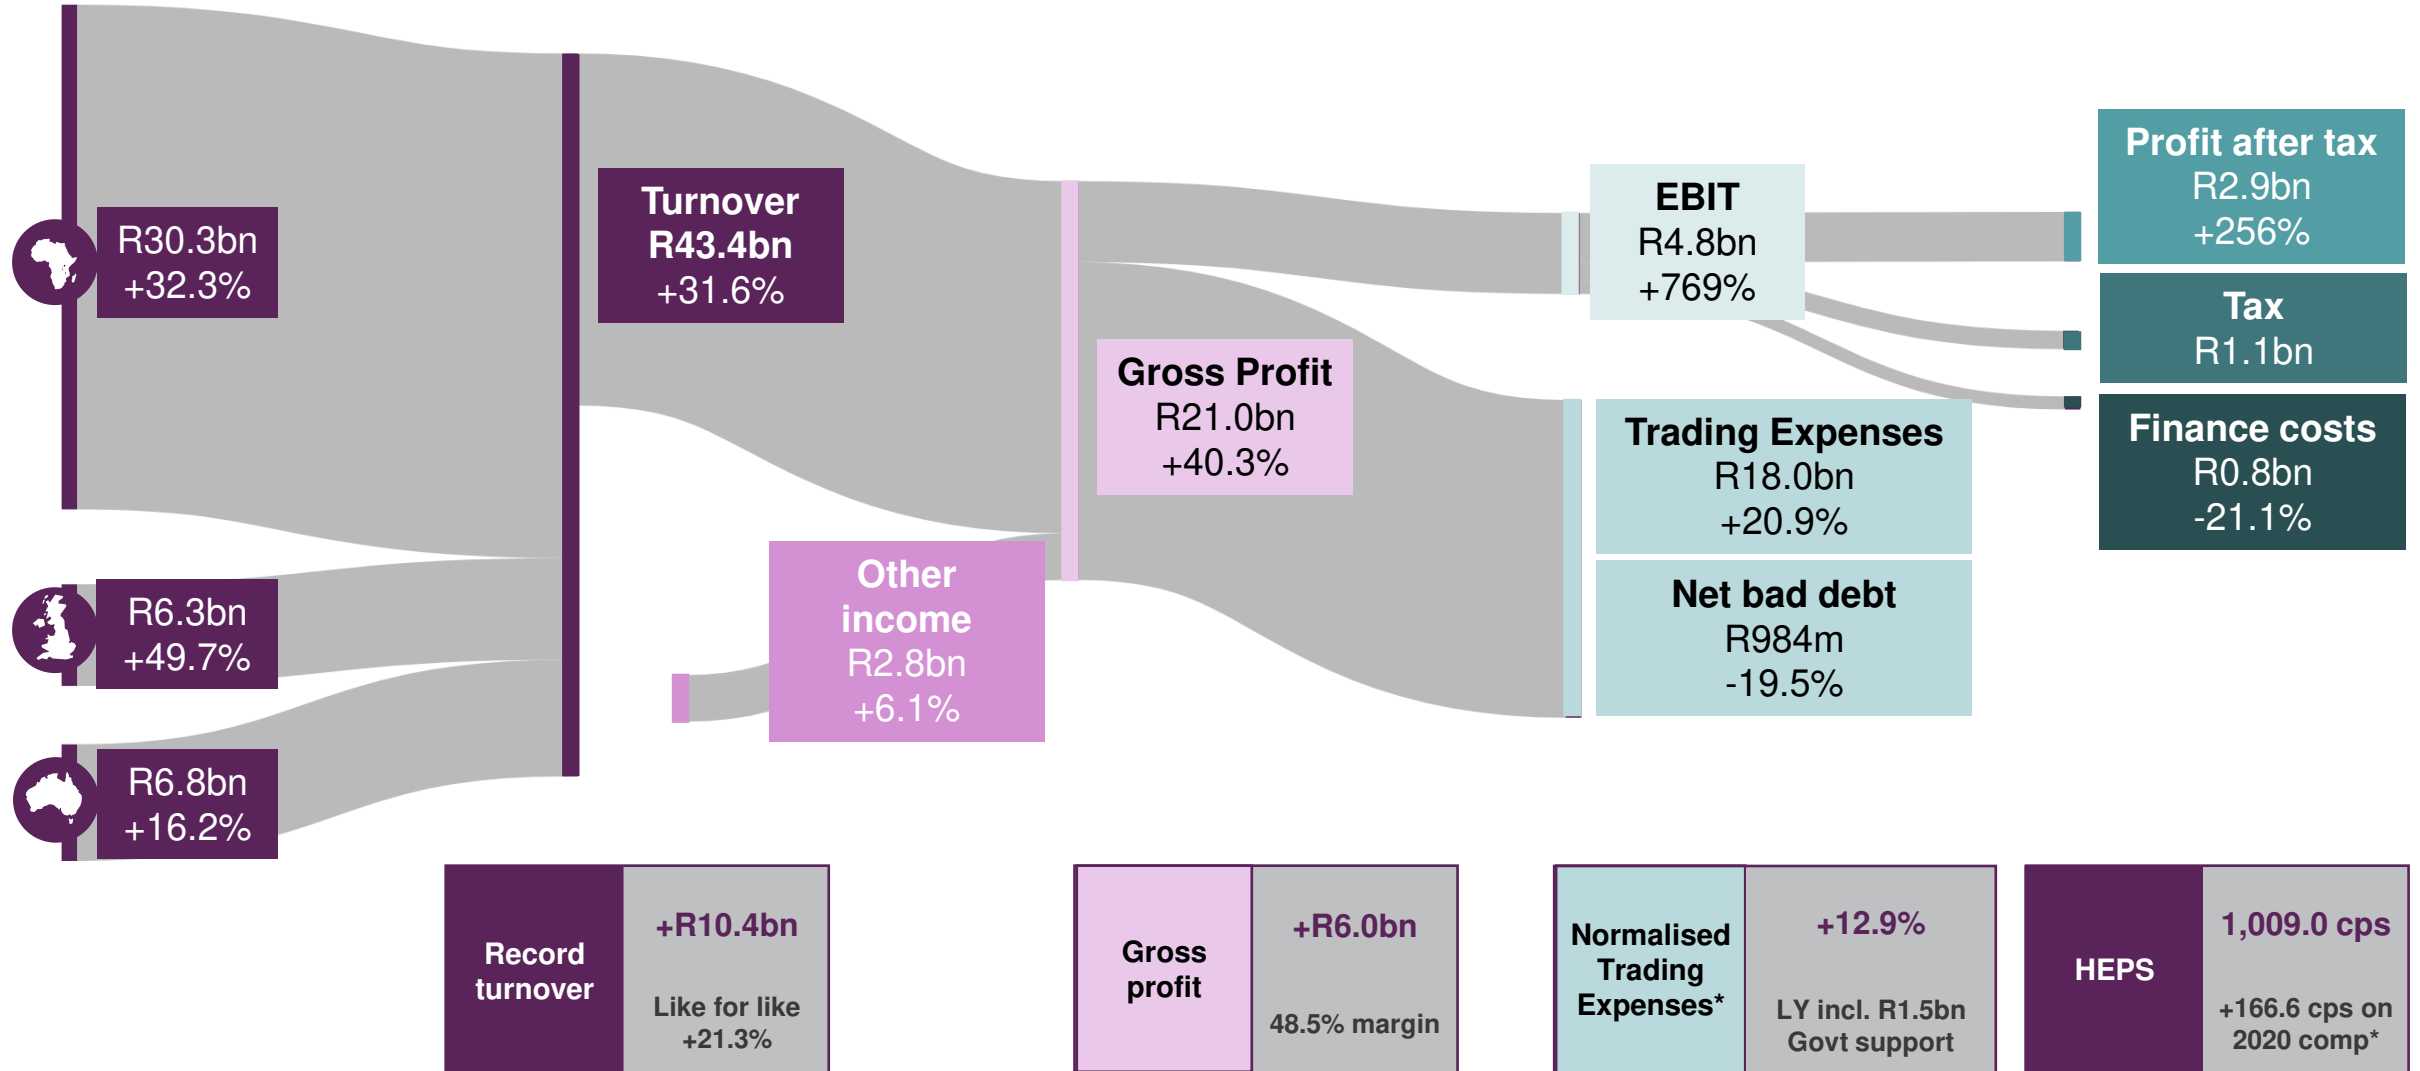 R30.3bn
+32.3%
R6.3bn
+49.7%
R6.8bn
+16.2%
Turnover
R43.4bn
+31.6%
Other
income
R2.8bn
+6.1%
Gross Profit
R21.0bn
+40.3%
EBIT
R4.8bn
+769%
Trading Expenses
R18.0bn
+20.9%
Net bad debt
R984m
-19.5%
Profit after tax
R2.9bn
+256%
Tax
R1.1bn
Finance costs
R0.8bn
-21.1%
Record
turnover
+R10.4bn
Like for like
+21.3%
Gross
profit
+R6.0bn
48.5% margin
Normalised
Trading
Expenses*
+12.9%
LY incl. R1.5bn
Govt support
HEPS
1,009.0 cps
+166.6 cps on
2020 comp*